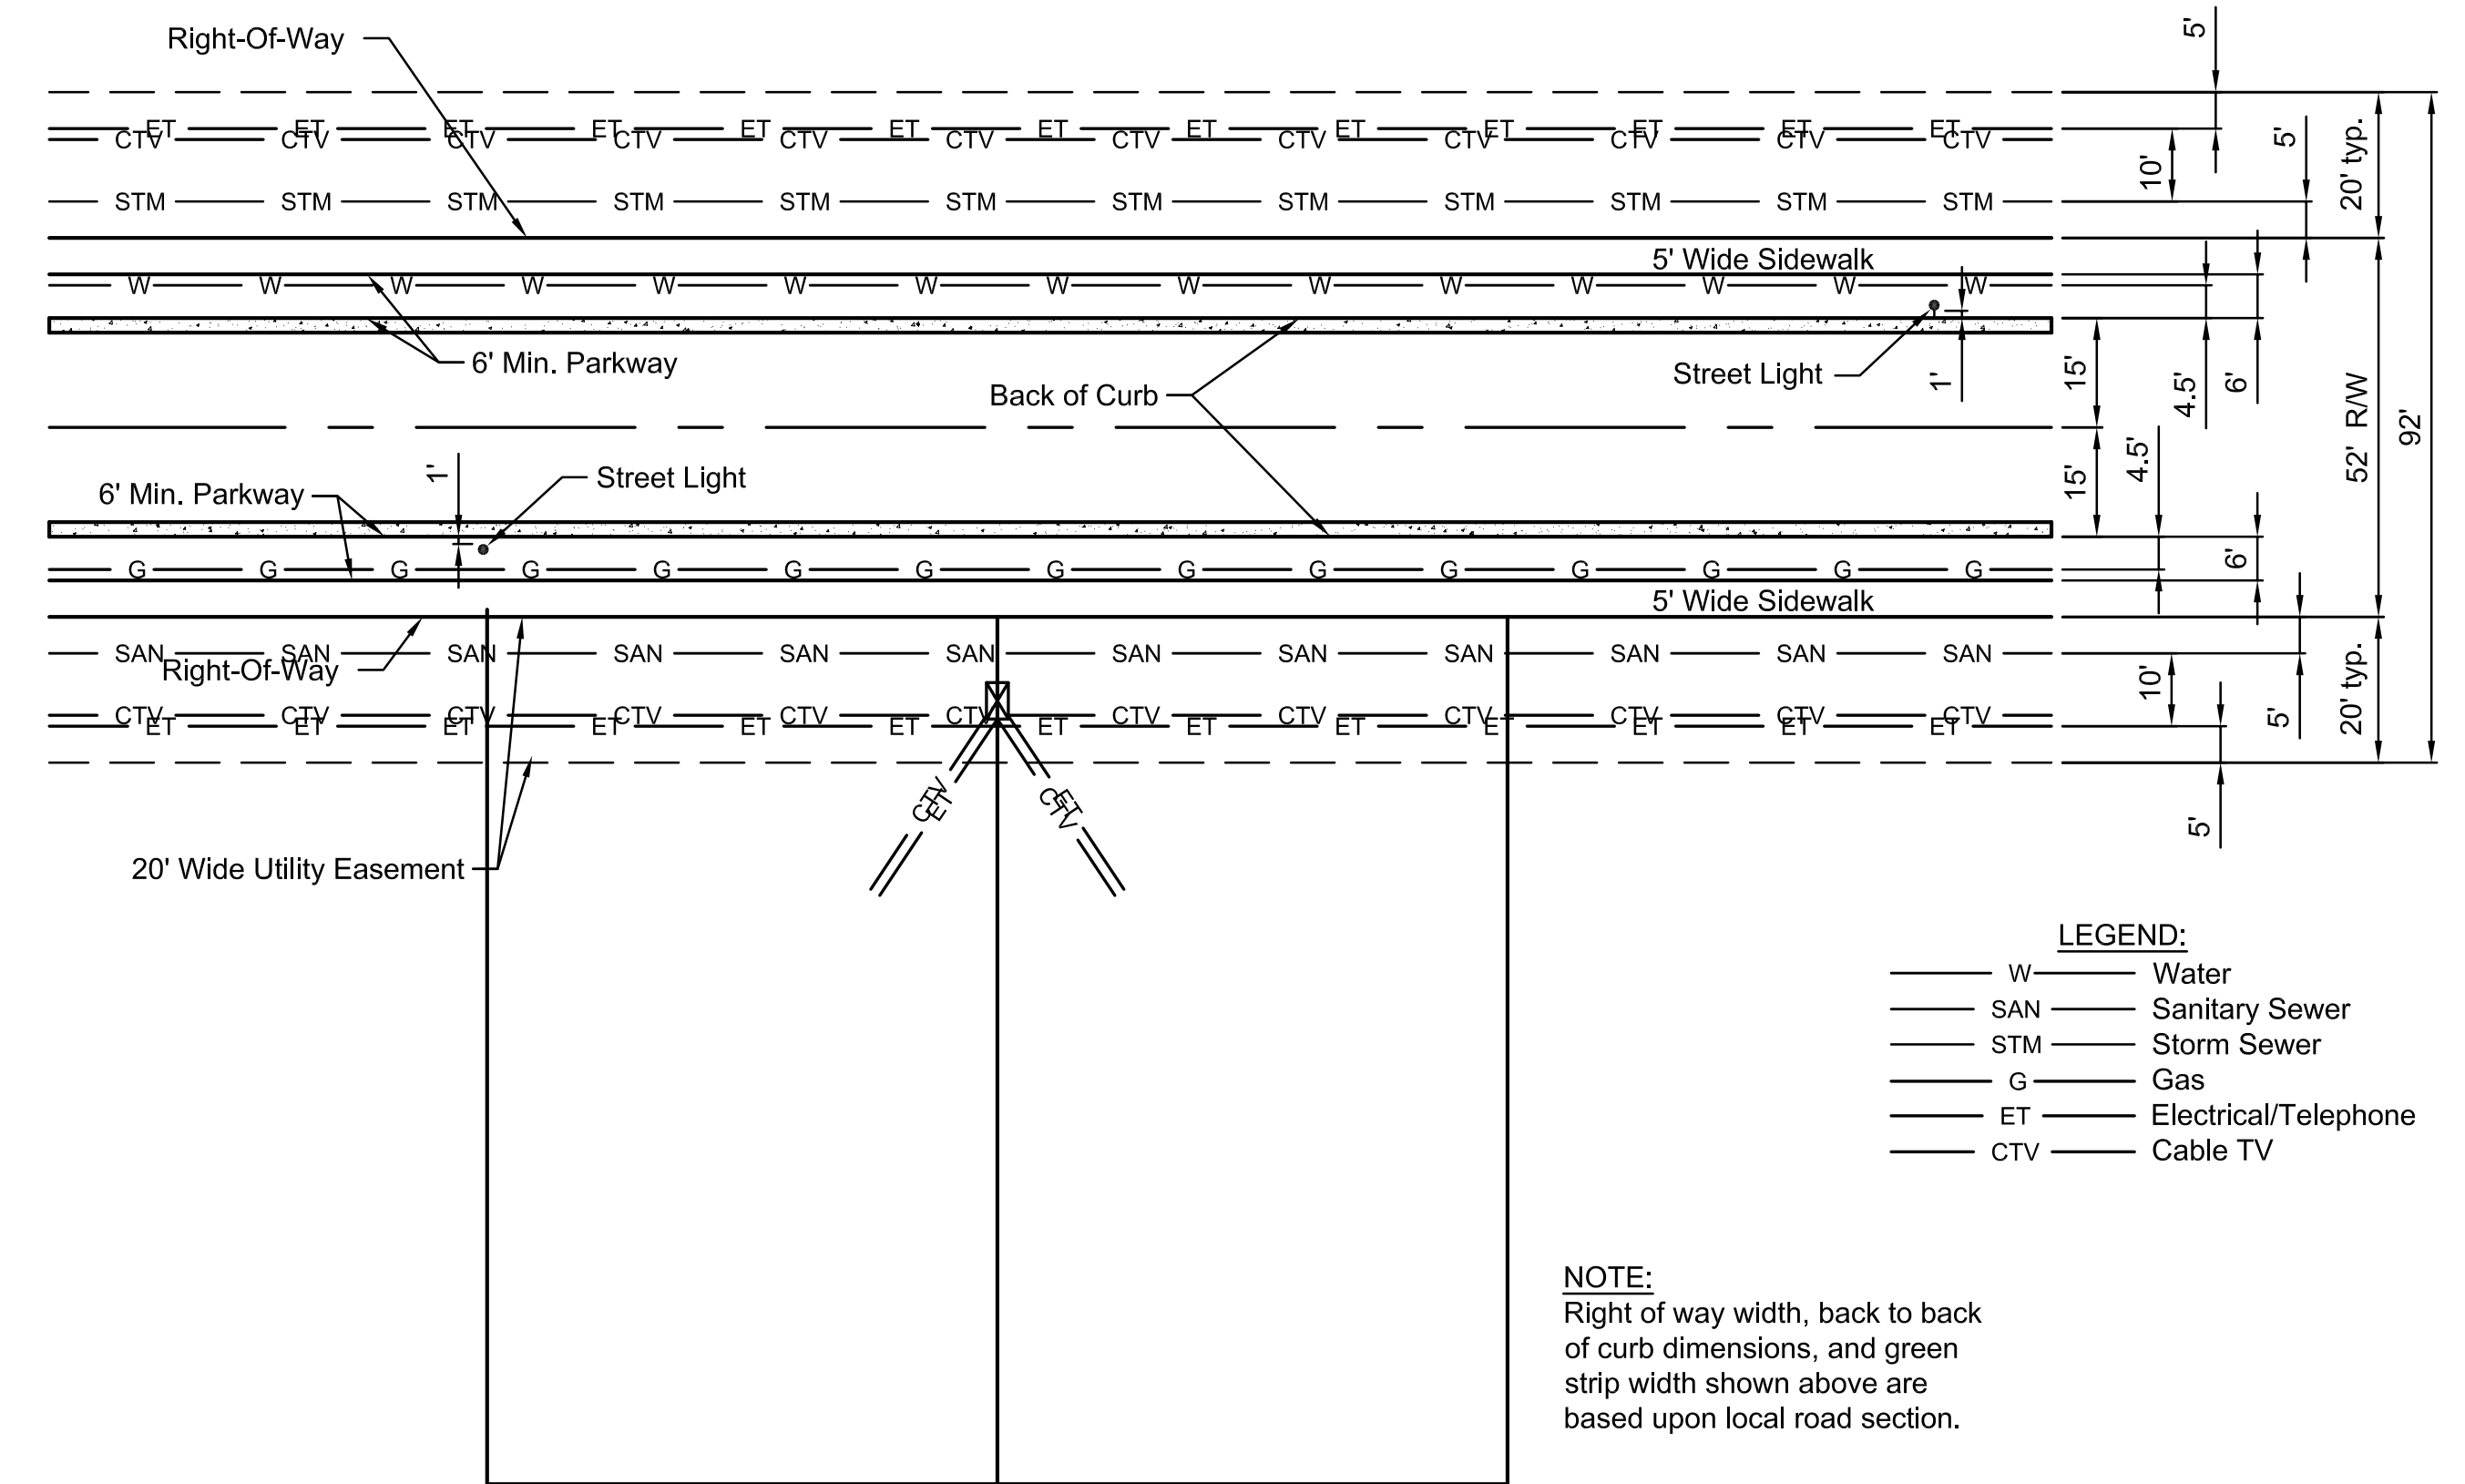 Right-Of-Way
5'
ET ET ET ET ET ET ET ET ET ET ET ET ET
CTV CTV CTV CTV CTV CTV CTV CTV CTV CTV CTV CTV
10'
5'
20' typ.
STM STM STM STM STM STM STM STM STM STM STM STM
5' Wide Sidewalk
W W W W W W W W W W W W W W W
6' Min. Parkway
Street Light
1'
15'
4.5'
6'
Back of Curb
52' R/W
92'
1'
Street Light
6' Min. Parkway
15'
4.5'
6'
G G G G G G G G G G G G G G G
5' Wide Sidewalk
SAN SAN SAN SAN SAN SAN SAN SAN SAN SAN SAN SAN
Right-Of-Way
10'
5'
20' typ.
CTV CTV CTV CTV CTV CTV CTV CTV CTV CTV CTV CTV
ET ET ET ET ET ET ET ET ET ET ET ET ET
CTV
ET
ET
CTV
5'
20' Wide Utility Easement
LEGEND:
W Water
SAN Sanitary Sewer
STM Storm Sewer
G Gas
ET Electrical/Telephone
CTV Cable TV
NOTE:
Right of way width, back to back
of curb dimensions, and green
strip width shown above are
based upon local road section.